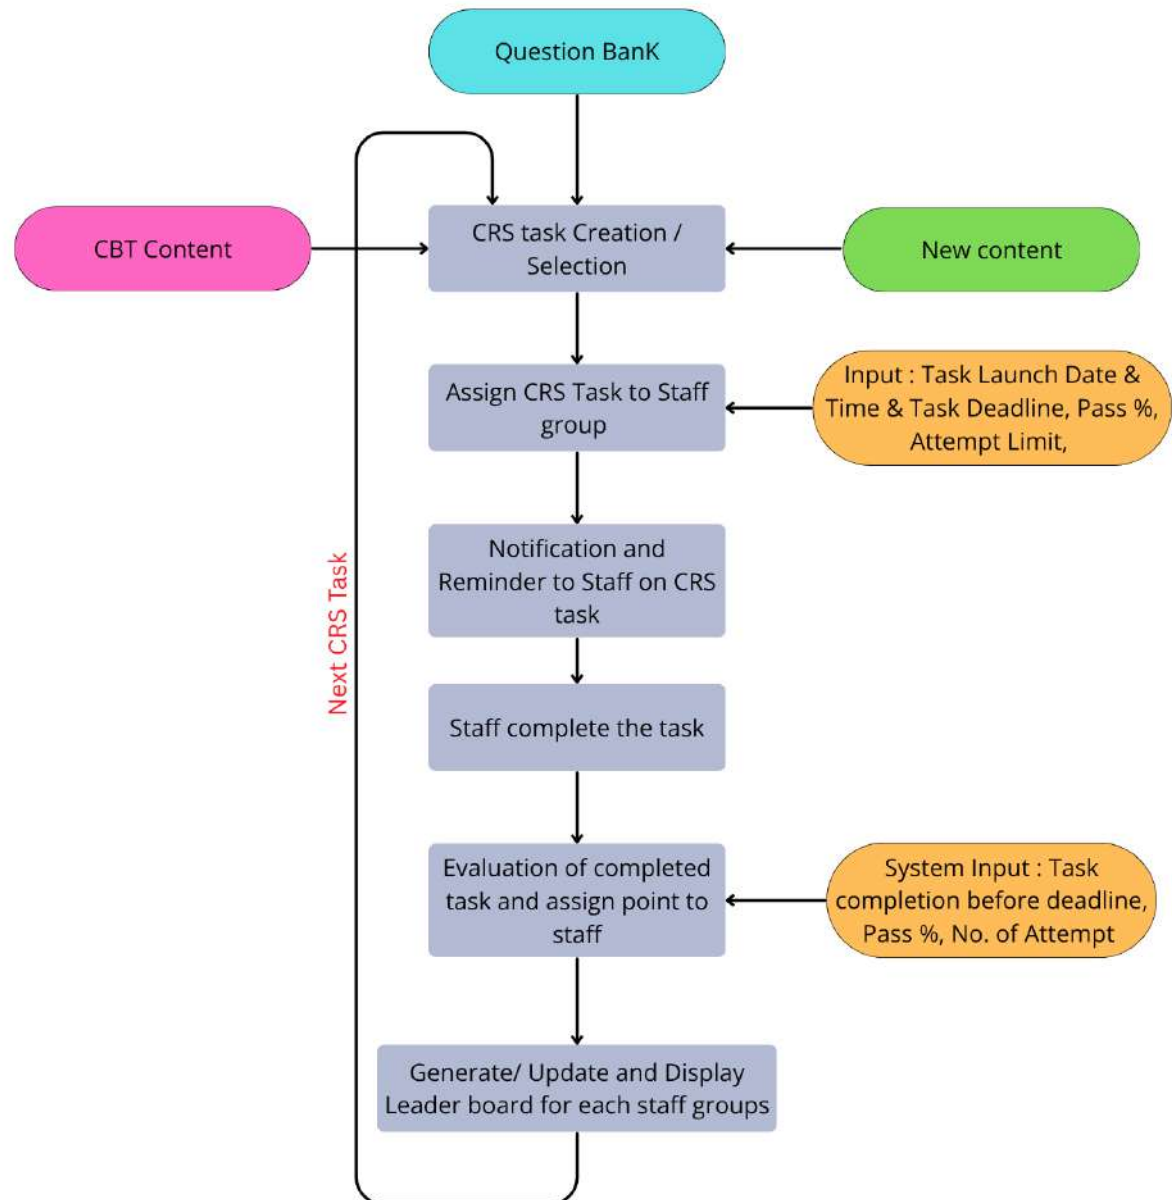 Question BanK
CBT Content
CRS task Creation /
Selection
New content
Assign CRS Task to Staff
group
Input : Task Launch Date &
Time & Task Deadline, Pass %,
Attempt Limit,
Notification and
Reminder to Staff on CRS
task
Next CRS Task
Staff complete the task
Evaluation of completed
task and assign point to
staff
System Input : Task
completion before deadline,
Pass %, No. of Attempt
Generate/ Update and Display
Leader board for each staff groups